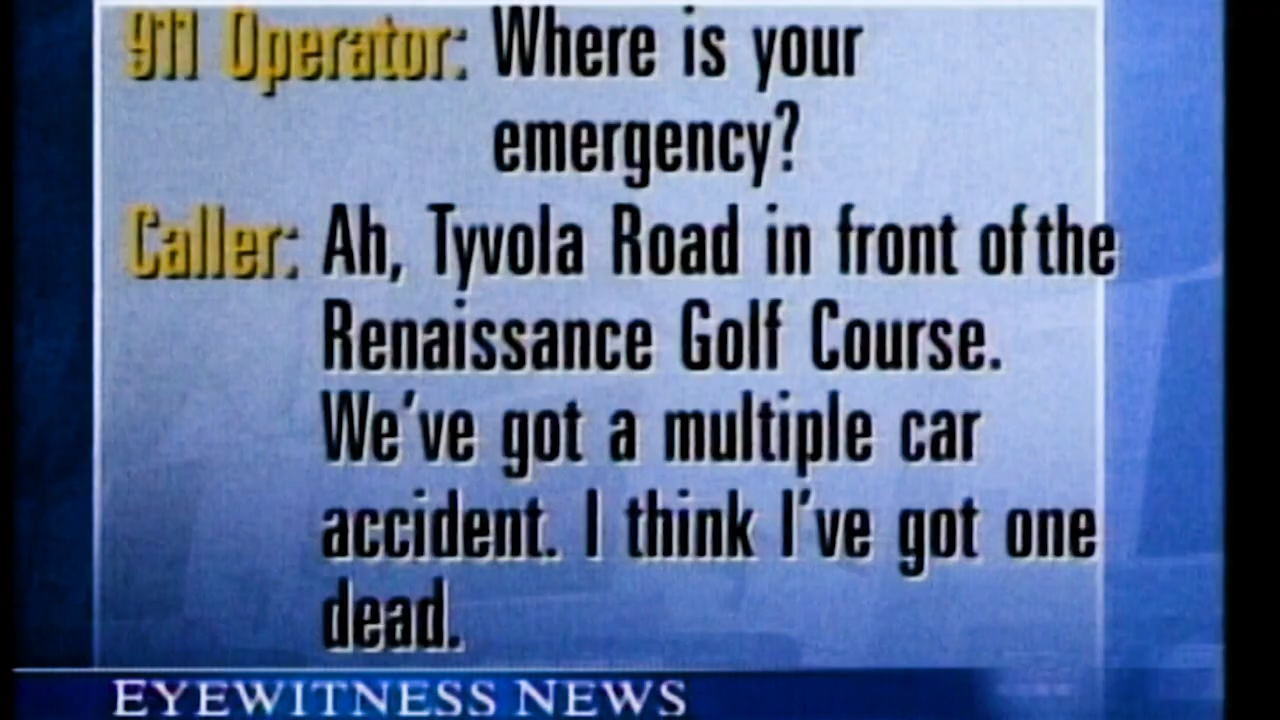 911 Operator: Where is your
emergency?
Caller: Ah, Tyvola Road in front of the
Renaissance Golf Course.
We've got a multiple car
accident. I think I've got one
dead.
EYEWITNESS NEWS